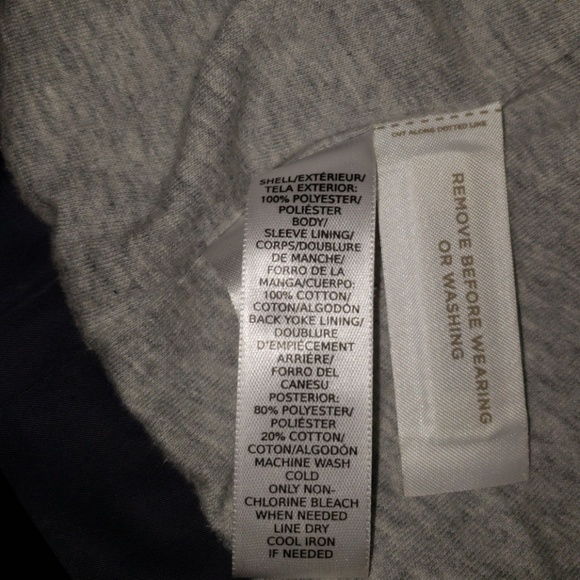 SHELL/EXTÉRIEUR/
TELA EXTERIOR:
100% POLYESTER/
POLIÉSTER
BODY/
SLEEVE LINING/
CORPS/DOUBLURE
DE MANCHE/
FORRO DE LA
MANGA/CUERPO:
100% COTTON/
COTON/ALGODÓN
BACK YOKE LINING/
DOUBLURE
D'EMPIÉCEMENT
ARRIÉRE/
FORRO DEL
CANESU
POSTERIOR:
80% POLYESTER/
POLIÉSTER
20% COTTON/
COTON/ALGODÓN
MACHINE WASH
COLD
ONLY NON-
CHLORINE BLEACH
WHEN NEEDED
LINE DRY
COOL IRON
IF NEEDED
CUT ALONG DOTTED LINE
REMOVE BEFORE WEARING
OR WASHING